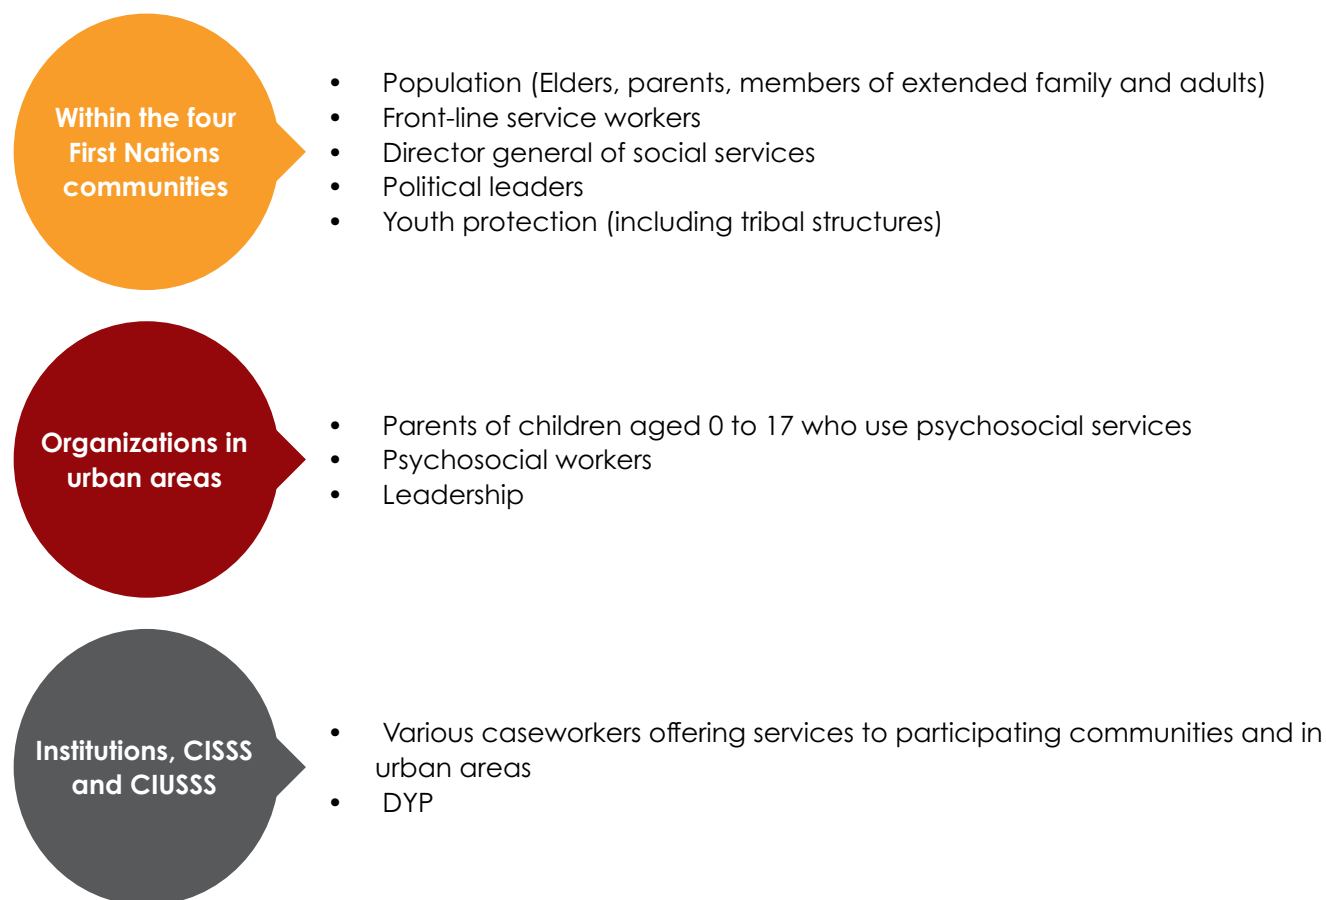 Within the four
First Nations
communities
• Population (Elders, parents, members of extended family and adults)
• Front-line service workers
• Director general of social services
• Political leaders
• Youth protection (including tribal structures)
Organizations in
urban areas
• Parents of children aged 0 to 17 who use psychosocial services
• Psychosocial workers
• Leadership
Institutions, CISSS
and CIUSSS
• Various caseworkers offering services to participating communities and in
urban areas
• DYP